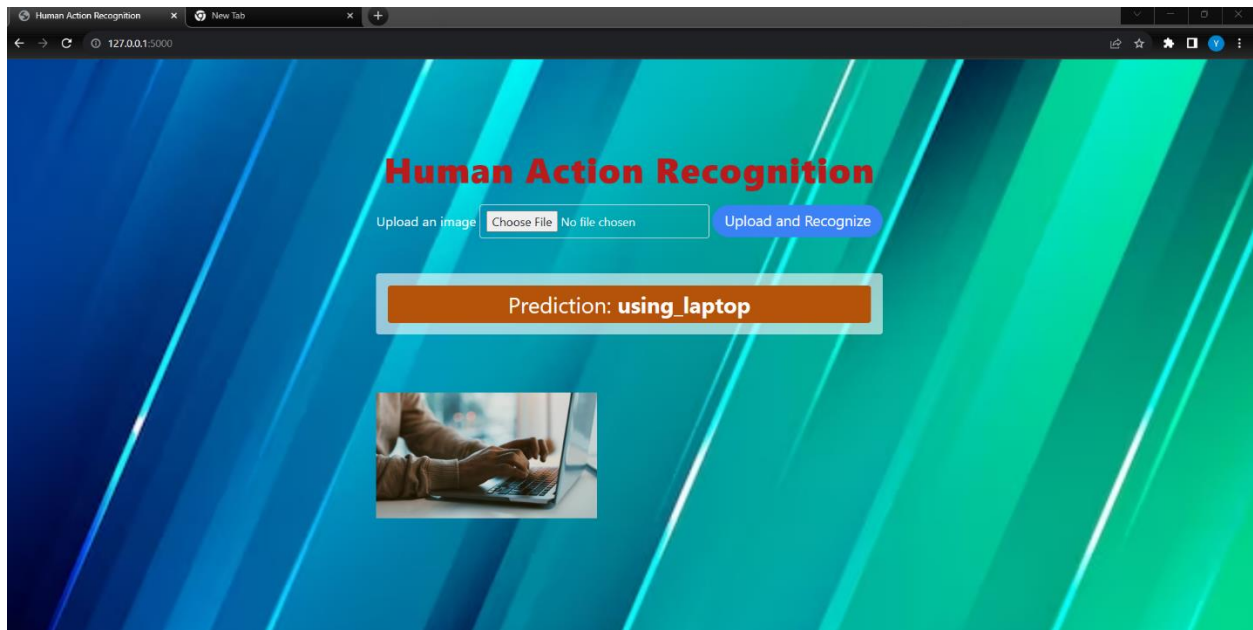 Human Action Recognition
New Tab
127.0.0.1:5000
Y
Human Action Recognition
Upload an image Choose File No file chosen Upload and Recognize
Prediction: using_laptop